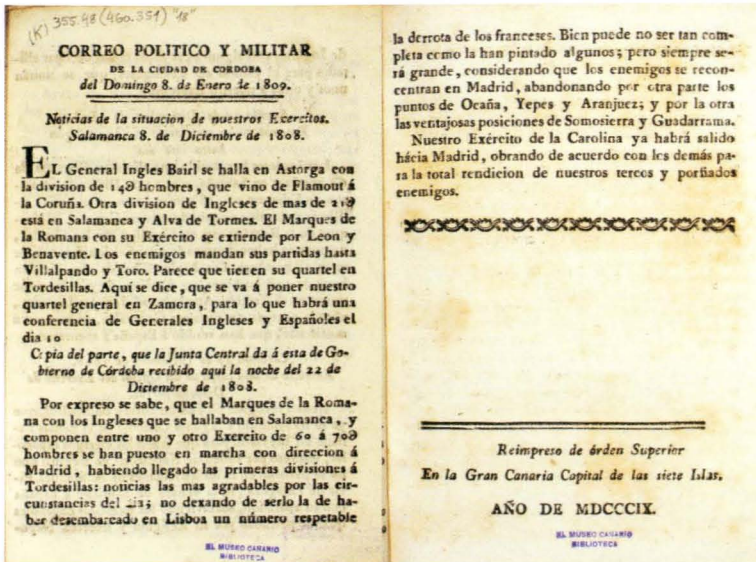 (K) 355.48 (460.351) "18"
CORREO POLITICO Y MILITAR
DE LA CIUDAD DE CORDOBA
del Domingo 8. de Enero de 1809.
Noticias de la situacion de nuestros Exercitos.
Salamanca 8. de Diciembre de 1808.
EL General Ingles Bairl se halla en Astorga con
la division de 14@ hombres, que vino de Flamout á
la Coruña. Otra division de Ingleses de mas de 21@
está en Salamanca y Alva de Tormes. El Marques de
la Romana con su Exército se extiende por Leon y
Benavente. Los enemigos mandan sus partidas hasta
Villalpando y Toro. Parece que tienen su quartel en
Tordesillas. Aquí se dice, que se va á poner nuestro
quartel general en Zamora, para lo que habrá una
conferencia de Generales Ingleses y Españoles el
dia 10
Copia del parte, que la Junta Central da á esta de Go-
bierno de Córdoba recibido aqui la noche del 22 de
Diciembre de 1808.
Por expreso se sabe, que el Marques de la Roma-
na con los Ingleses que se hallaban en Salamanca, y
componen entre uno y otro Exercito de 60 á 70@
hombres se han puesto en marcha con direccion á
Madrid, habiendo llegado las primeras divisiones á
Tordesillas: noticias las mas agradables por las cir-
cunstancias del dia; no dexando de serlo la de ha-
ber desembarcado en Lisboa un número respetable
EL MUSEO CANARIO
BIBLIOTECA
la derrota de los franceses. Bien puede no ser tan com-
pleta como la han pintado algunos; pero siempre se-
rá grande, considerando que los enemigos se recon-
centran en Madrid, abandonando por otra parte los
puntos de Ocaña, Yepes y Aranjuez; y por la otra
las ventajosas posiciones de Somosierra y Guadarrama.
Nuestro Exército de la Carolina ya habrá salido
hácia Madrid, obrando de acuerdo con los demás pa-
ra la total rendicion de nuestros tercos y porfiados
enemigos.
Reimpreso de órden Superior
En la Gran Canaria Capital de las siete Islas.
AÑO DE MDCCCIX.
EL MUSEO CANARIO
BIBLIOTECA